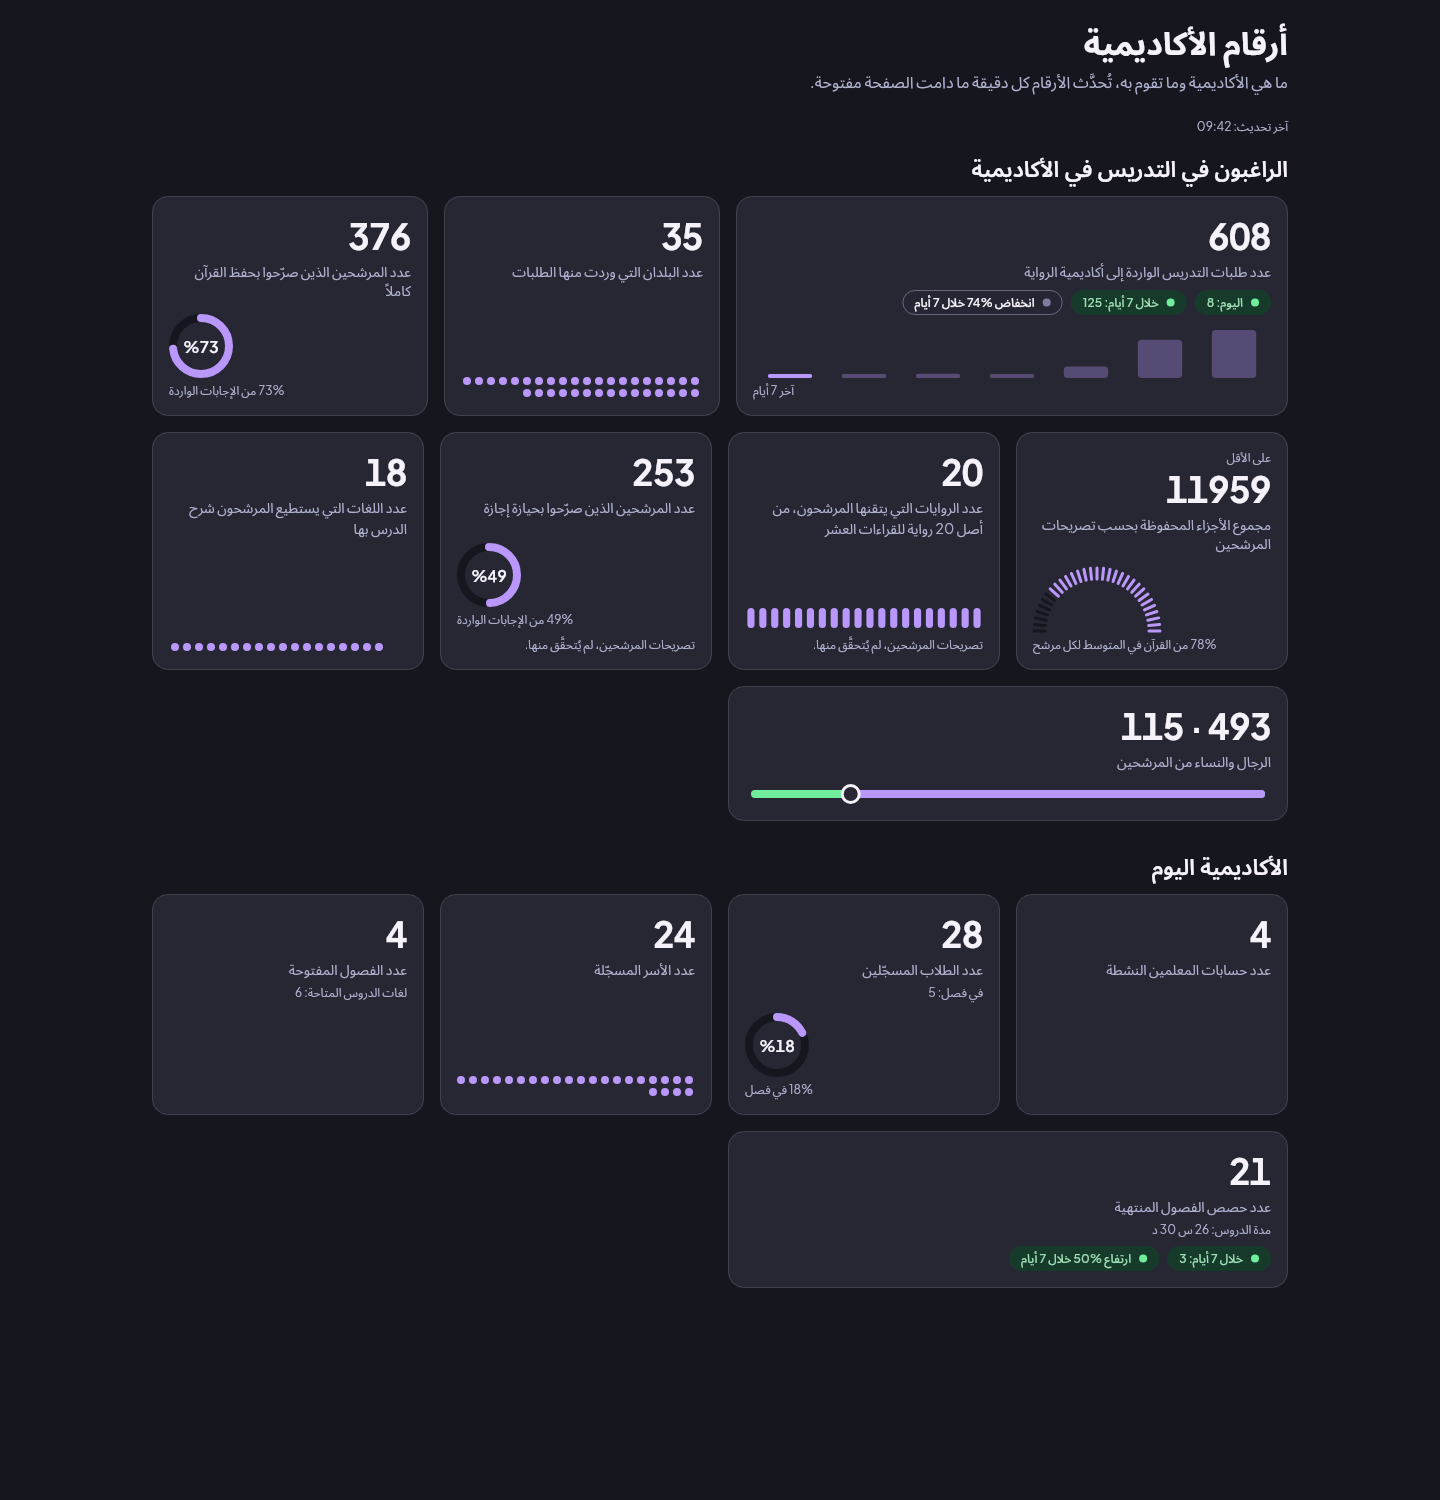 أرقام الأكاديمية
ما هي الأكاديمية وما تقوم به، تُحدَّث الأرقام كل دقيقة ما دامت الصفحة مفتوحة.
آخر تحديث: 09:42
الراغبون في التدريس في الأكاديمية
608
عدد طلبات التدريس الواردة إلى أكاديمية الرواية
اليوم: 8
خلال 7 أيام: 125
انخفاض 74% خلال 7 أيام
آخر 7 أيام
35
عدد البلدان التي وردت منها الطلبات
376
عدد المرشحين الذين صرّحوا بحفظ القرآن
كاملاً
73%
73% من الإجابات الواردة
على الأقل
11959
مجموع الأجزاء المحفوظة بحسب تصريحات
المرشحين
78% من القرآن في المتوسط لكل مرشح
20
عدد الروايات التي يتقنها المرشحون، من
أصل 20 رواية للقراءات العشر
تصريحات المرشحين، لم يُتحقَّق منها.
253
عدد المرشحين الذين صرّحوا بحيازة إجازة
49%
49% من الإجابات الواردة
تصريحات المرشحين، لم يُتحقَّق منها.
18
عدد اللغات التي يستطيع المرشحون شرح
الدرس بها
493 · 115
الرجال والنساء من المرشحين
الأكاديمية اليوم
4
عدد حسابات المعلمين النشطة
28
عدد الطلاب المسجّلين
في فصل: 5
18%
18% في فصل
24
عدد الأسر المسجّلة
4
عدد الفصول المفتوحة
لغات الدروس المتاحة: 6
21
عدد حصص الفصول المنتهية
مدة الدروس: 26 س 30 د
خلال 7 أيام: 3
ارتفاع 50% خلال 7 أيام